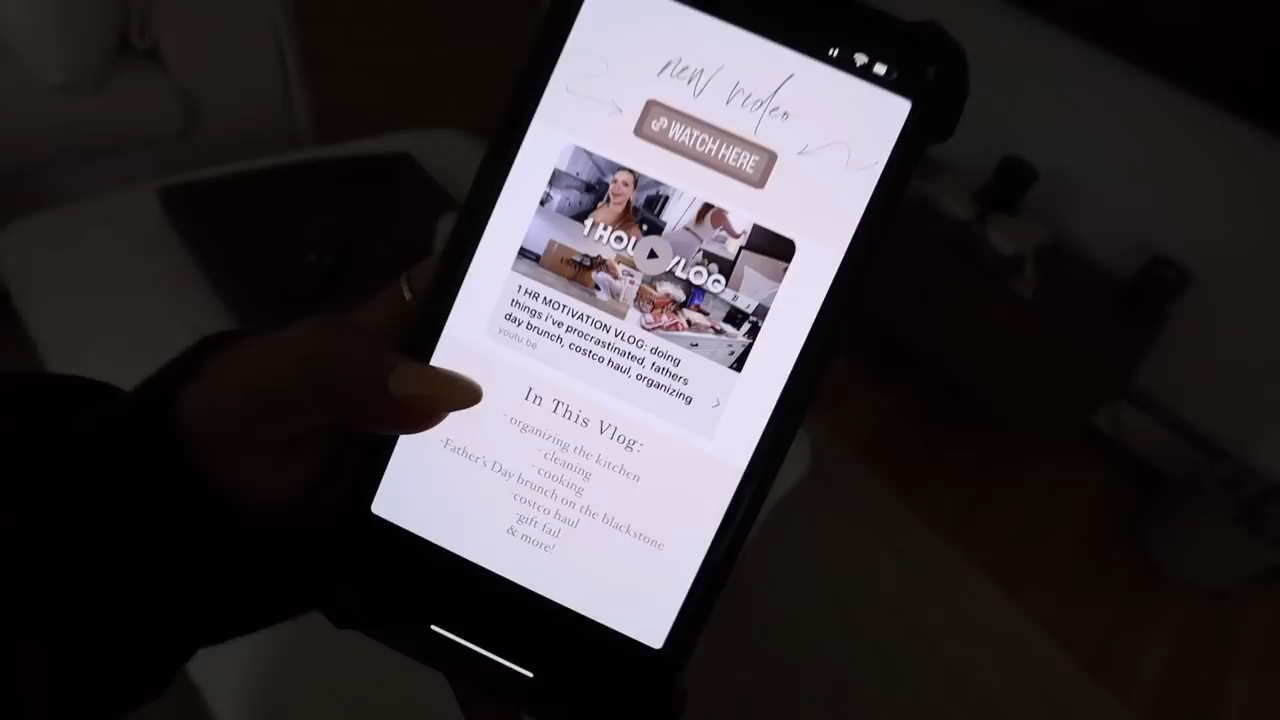 new video
WATCH HERE
1 HOU VLOG
1 HR MOTIVATION VLOG: doing
things i've procrastinated, fathers
day brunch, costco haul, organizing
youtu.be
In This Vlog:
- organizing the kitchen
- cleaning
- cooking
-Father's Day brunch on the blackstone
-costco haul
-gift fail
& more!